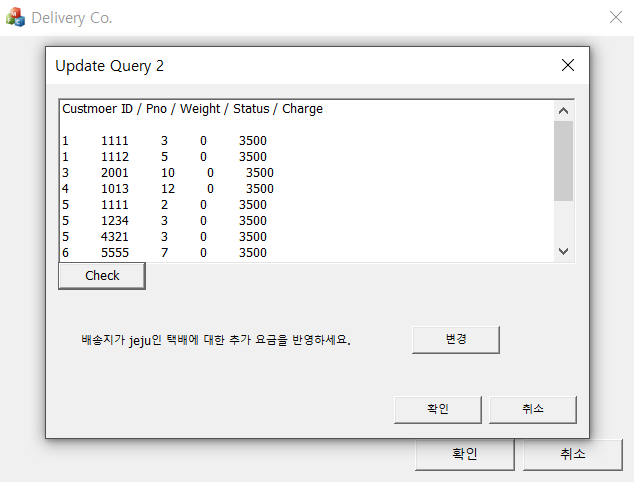 Delivery Co.
Update Query 2
Custmoer ID / Pno / Weight / Status / Charge
1 1111 3 0 3500
1 1112 5 0 3500
3 2001 10 0 3500
4 1013 12 0 3500
5 1111 2 0 3500
5 1234 3 0 3500
5 4321 3 0 3500
6 5555 7 0 3500
Check
배송지가 jeju인 택배에 대한 추가 요금을 반영하세요. 변경
확인 취소
확인 취소